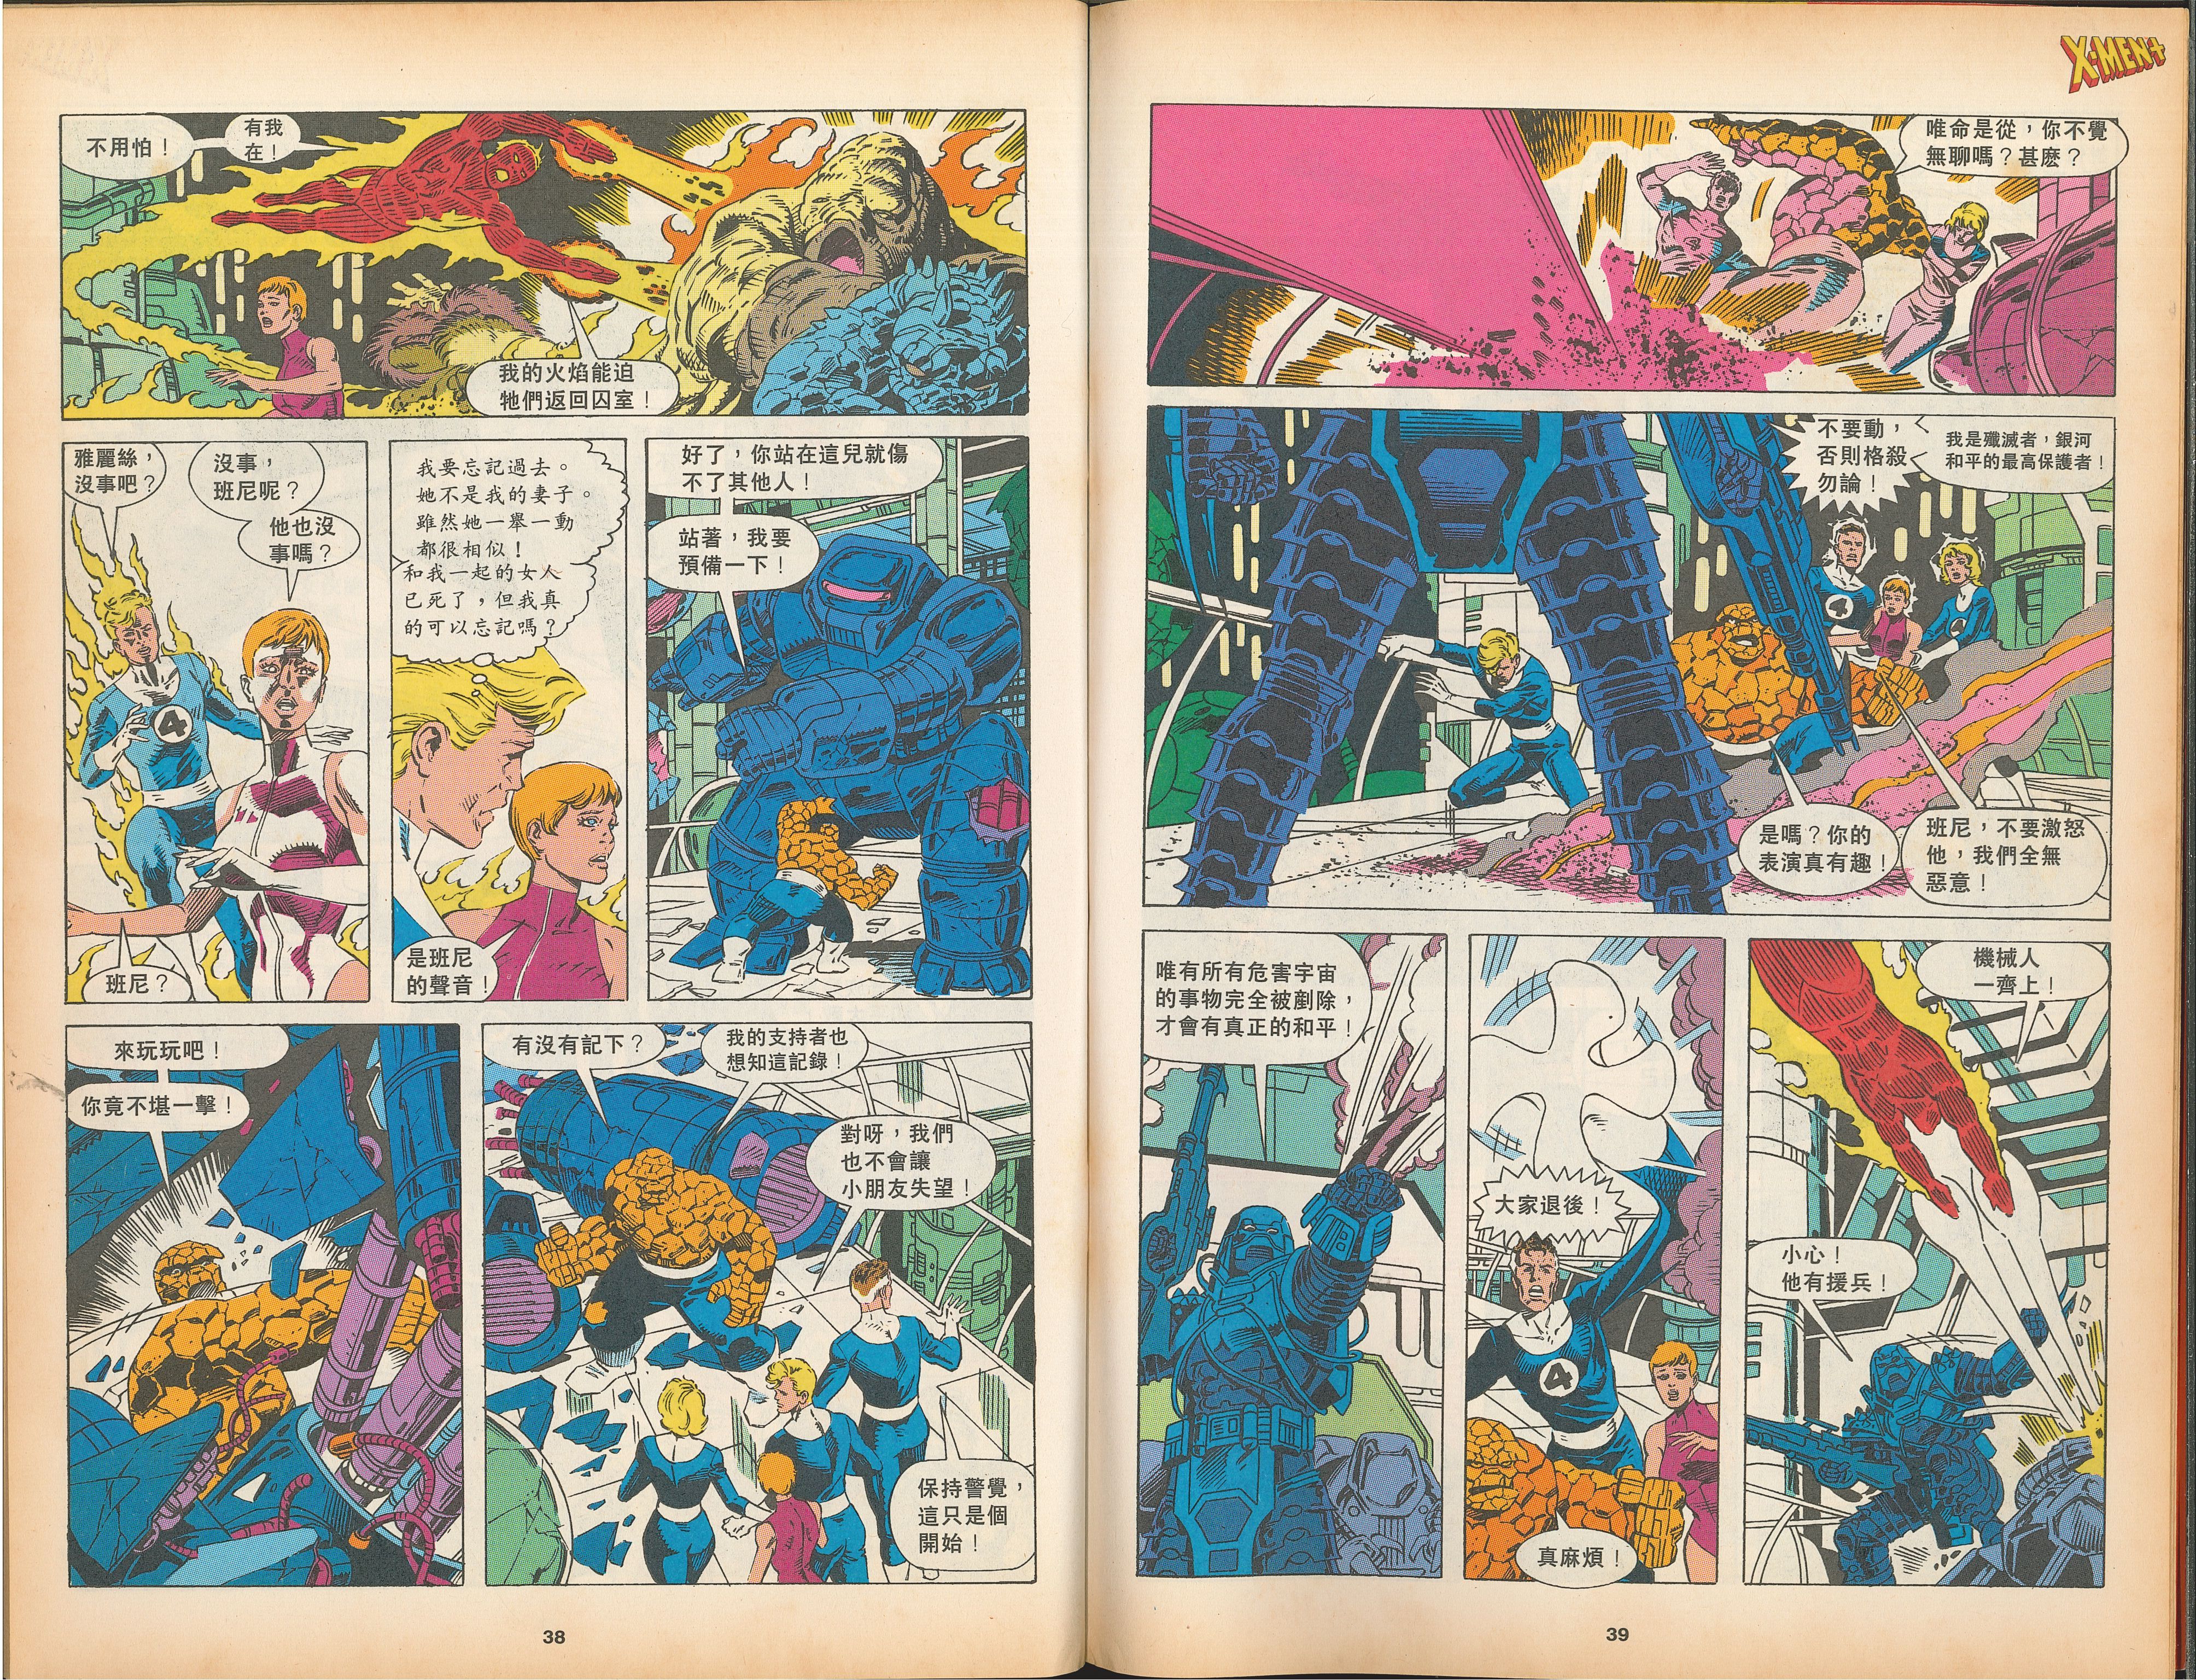 不用怕！
有我
在！
我的火焰能迫
牠們返回囚室！
雅麗絲，
沒事吧？
沒事，
班尼呢？
他也沒
事嗎？
班尼？
我要忘記過去。
她不是我的妻子。
雖然她一舉一動
都很相似！
和我一起的女人
已死了，但我真
的可以忘記嗎？
是班尼
的聲音！
好了，你站在這兒就傷
不了其他人！
站著，我要
預備一下！
來玩玩吧！
你竟不堪一擊！
4
有沒有記下？
我的支持者也
想知這記錄！
對呀，我們
也不會讓
小朋友失望！
保持警覺，
這只是個
開始！
38
X-MEN+
唯命是從，你不覺
無聊嗎？甚麽？
不要動，
否則格殺
勿論！
我是殲滅者，銀河
和平的最高保護者！
4
是嗎？你的
表演真有趣！
班尼，不要激怒
他，我們全無
惡意！
唯有所有危害宇宙
的事物完全被剷除，
才會有真正的和平！
大家退後！
4
真麻煩！
機械人
一齊上！
小心！
他有援兵！
39